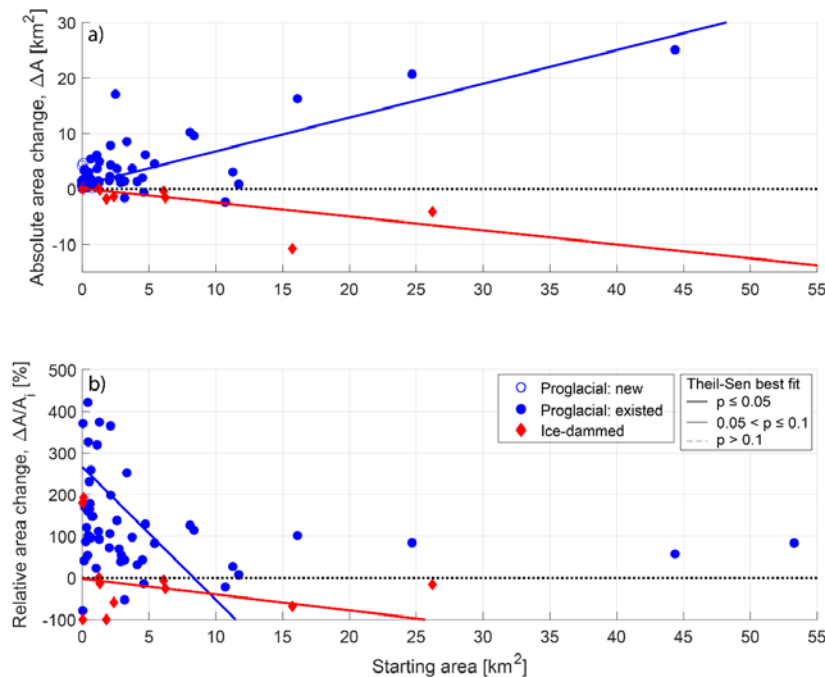 a)
Absolute area change, ΔA [km²]
30
20
10
0
-10
0 5 10 15 20 25 30 35 40 45 50 55
b)
Relative area change, ΔA/Aᵢ [%]
500
400
300
200
100
0
-100
Proglacial: new
Proglacial: existed
Ice-dammed
Theil-Sen best fit
p ≤ 0.05
0.05 < p ≤ 0.1
p > 0.1
0 5 10 15 20 25 30 35 40 45 50 55
Starting area [km²]